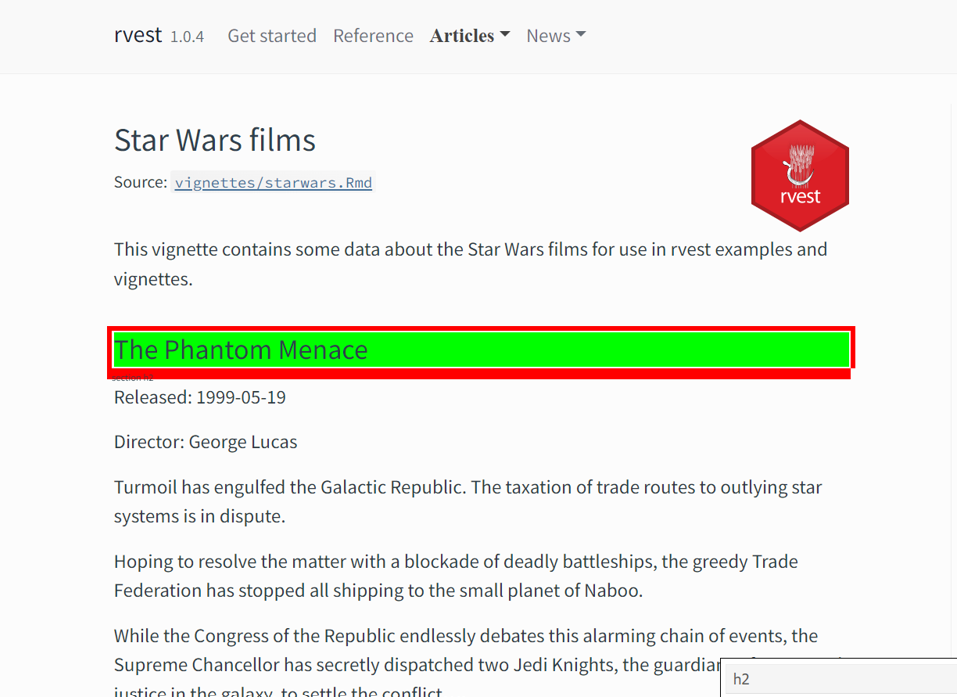 rvest 1.0.4 Get started Reference Articles News
Star Wars films
Source: vignettes/starwars.Rmd
rvest
This vignette contains some data about the Star Wars films for use in rvest examples and
vignettes.
The Phantom Menace
section h2
Released: 1999-05-19
Director: George Lucas
Turmoil has engulfed the Galactic Republic. The taxation of trade routes to outlying star
systems is in dispute.
Hoping to resolve the matter with a blockade of deadly battleships, the greedy Trade
Federation has stopped all shipping to the small planet of Naboo.
While the Congress of the Republic endlessly debates this alarming chain of events, the
Supreme Chancellor has secretly dispatched two Jedi Knights, the
justice in the galaxy, to settle the conflict
h2